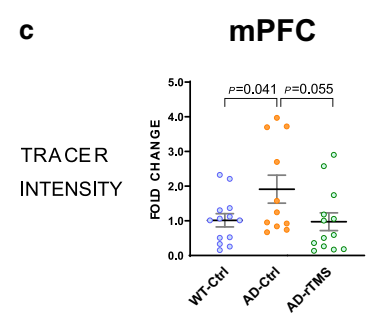 c
mPFC
TRACER
INTENSITY
FOLD CHANGE
5.0
4.0
3.0
2.0
1.0
0.0
P=0.041
P=0.055
WT-Ctrl
AD-Ctrl
AD-rTMS